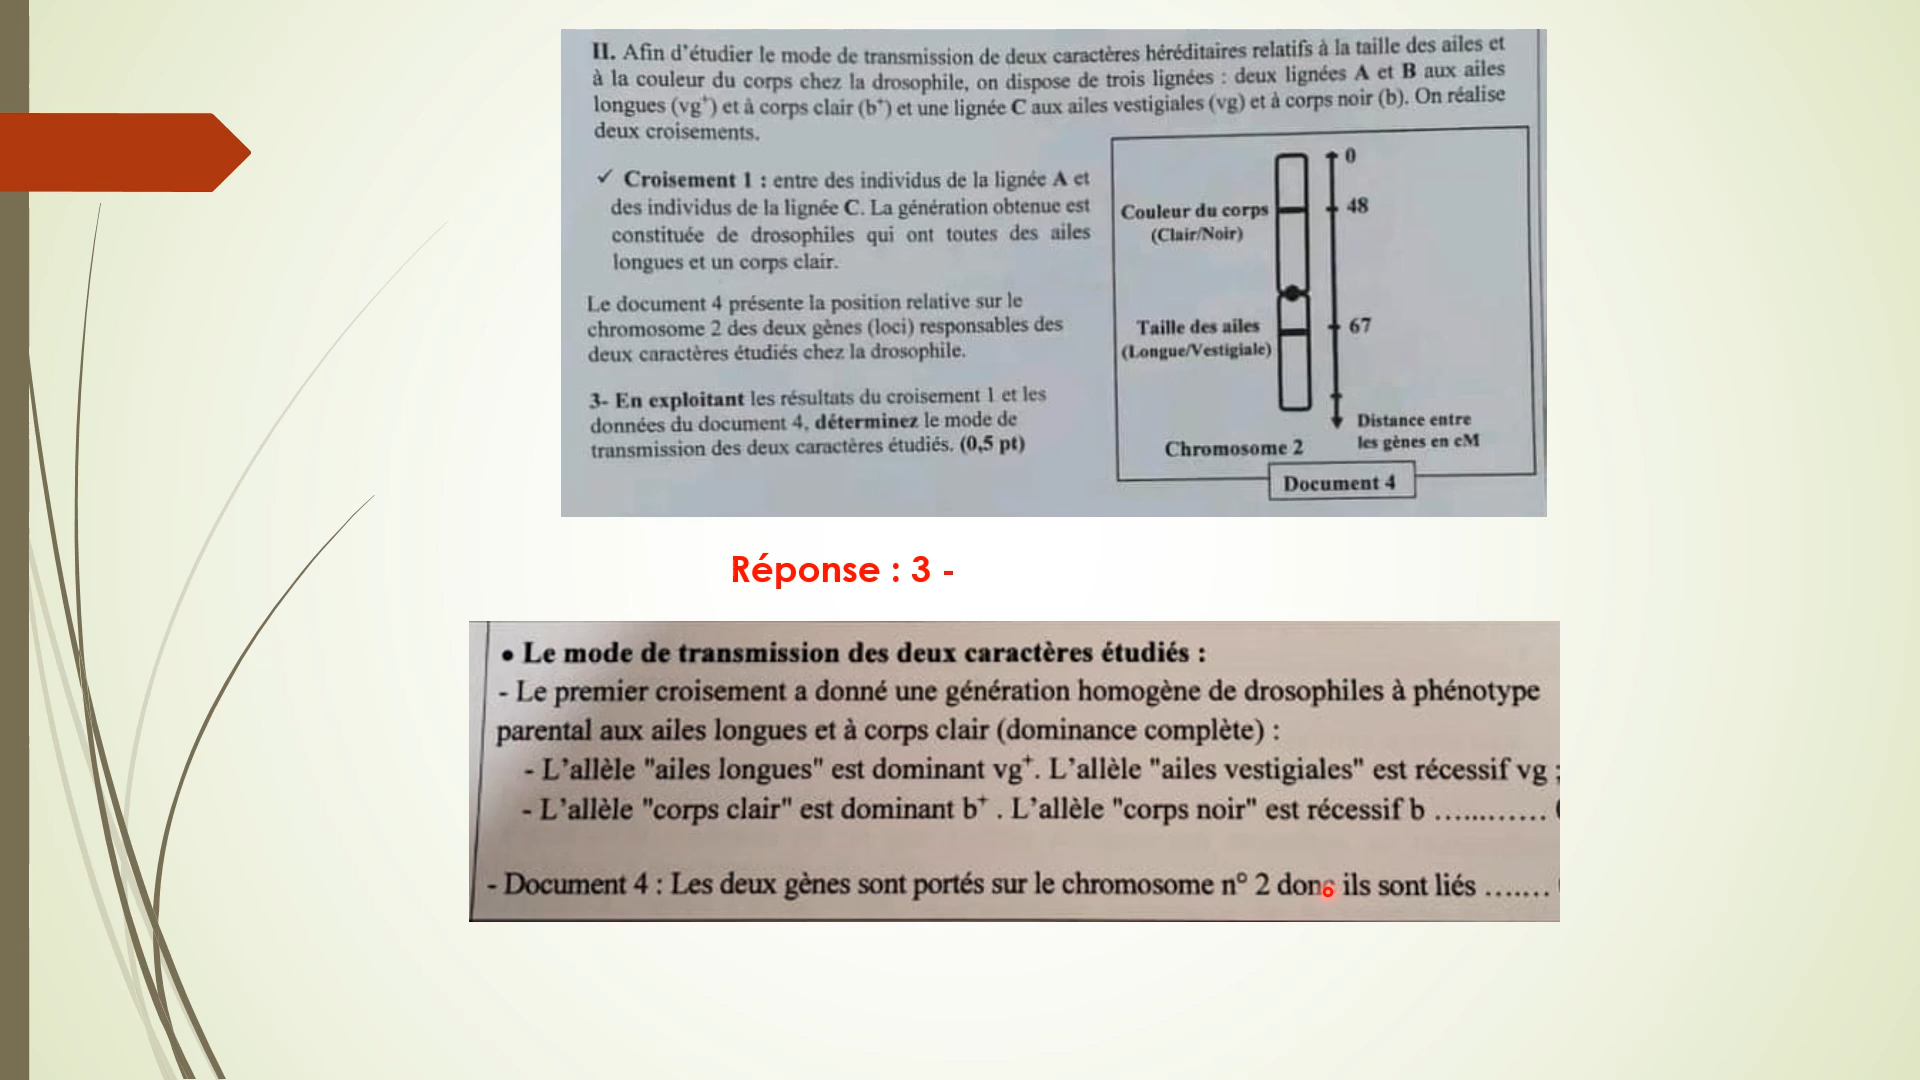 II. Afin d'étudier le mode de transmission de deux caractères héréditaires relatifs à la taille des ailes et
à la couleur du corps chez la drosophile, on dispose de trois lignées : deux lignées A et B aux ailes
longues (vg⁺) et à corps clair (b⁺) et une lignée C aux ailes vestigiales (vg) et à corps noir (b). On réalise
deux croisements.
✓ Croisement 1 : entre des individus de la lignée A et
des individus de la lignée C. La génération obtenue est
constituée de drosophiles qui ont toutes des ailes
longues et un corps clair.
Le document 4 présente la position relative sur le
chromosome 2 des deux gènes (loci) responsables des
deux caractères étudiés chez la drosophile.
3- En exploitant les résultats du croisement 1 et les
données du document 4, déterminez le mode de
transmission des deux caractères étudiés. (0,5 pt)
0
Couleur du corps
(Clair/Noir)
48
Taille des ailes
(Longue/Vestigiale)
67
Distance entre
les gènes en cM
Chromosome 2
Document 4
Réponse : 3 -
• Le mode de transmission des deux caractères étudiés :
- Le premier croisement a donné une génération homogène de drosophiles à phénotype
parental aux ailes longues et à corps clair (dominance complète) :
- L'allèle "ailes longues" est dominant vg⁺. L'allèle "ailes vestigiales" est récessif vg ;
- L'allèle "corps clair" est dominant b⁺ . L'allèle "corps noir" est récessif b ............
- Document 4 : Les deux gènes sont portés sur le chromosome n° 2 donc ils sont liés .......